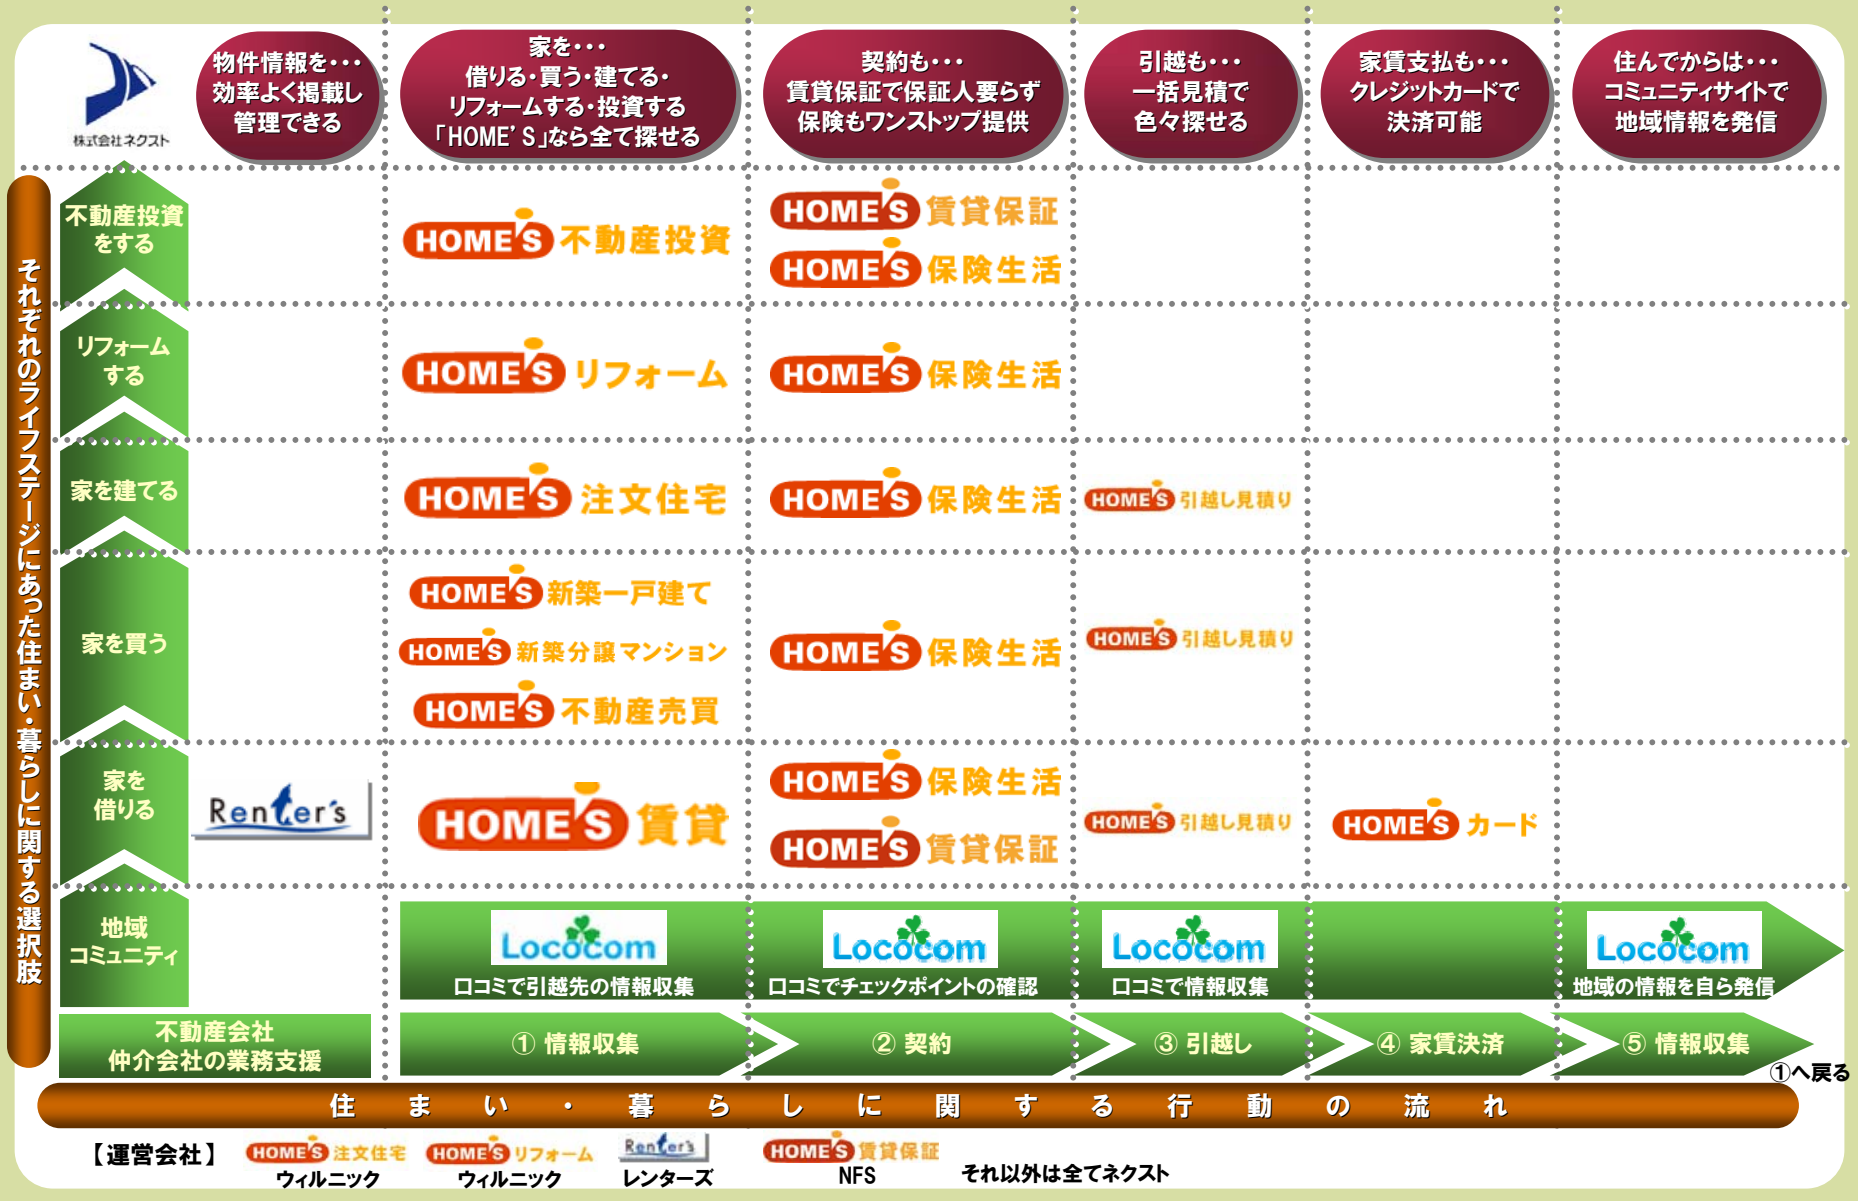 株式会社ネクスト
物件情報を・・・
効率よく掲載し
管理できる
家を・・・
借りる・買う・建てる・
リフォームする・投資する
「HOME'S」なら全て探せる
契約も・・・
賃貸保証で保証人要らず
保険もワンストップ提供
引越も・・・
一括見積で
色々探せる
家賃支払も・・・
クレジットカードで
決済可能
住んでからは・・・
コミュニティサイトで
地域情報を発信
それぞれのライフステージにあった住まい・暮らしに関する選択肢
不動産投資
をする
HOME'S 不動産投資
HOME'S 賃貸保証
HOME'S 保険生活
リフォーム
する
HOME'S リフォーム
HOME'S 保険生活
家を建てる
HOME'S 注文住宅
HOME'S 保険生活
HOME'S 引越し見積り
家を買う
HOME'S 新築一戸建て
HOME'S 新築分譲マンション
HOME'S 不動産売買
HOME'S 保険生活
HOME'S 引越し見積り
家を
借りる
Renter's
HOME'S 賃貸
HOME'S 保険生活
HOME'S 賃貸保証
HOME'S 引越し見積り
HOME'S カード
地域
コミュニティ
Lococom
口コミで引越先の情報収集
Lococom
口コミでチェックポイントの確認
Lococom
口コミで情報収集
Lococom
地域の情報を自ら発信
不動産会社
仲介会社の業務支援
① 情報収集
② 契約
③ 引越し
④ 家賃決済
⑤ 情報収集
①へ戻る
住まい・暮らしに関する行動の流れ
【運営会社】
HOME'S 注文住宅
ウィルニック
HOME'S リフォーム
ウィルニック
Renter's
レンターズ
HOME'S 賃貸保証
NFS
それ以外は全てネクスト